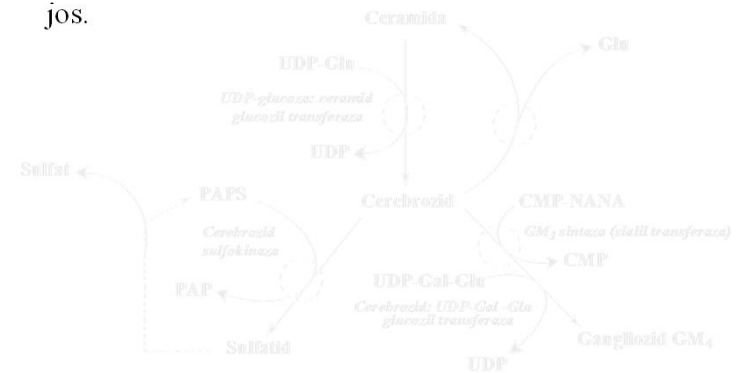 jos.
Ceramida
Glu
UDP-Glu
UDP-glucoza: ceramid
glucozil transferaza
UDP
Sulfat
PAPS
Cerebrozid
CMP-NANA
Cerebrozid
sulfokinaza
GM3 sintaza (sialil transferaza)
CMP
PAP
UDP-Gal-Glu
Cerebrozid: UDP-Gal-Glu
glucozil transferaza
Sulfatid
Gangliozid GM4
UDP